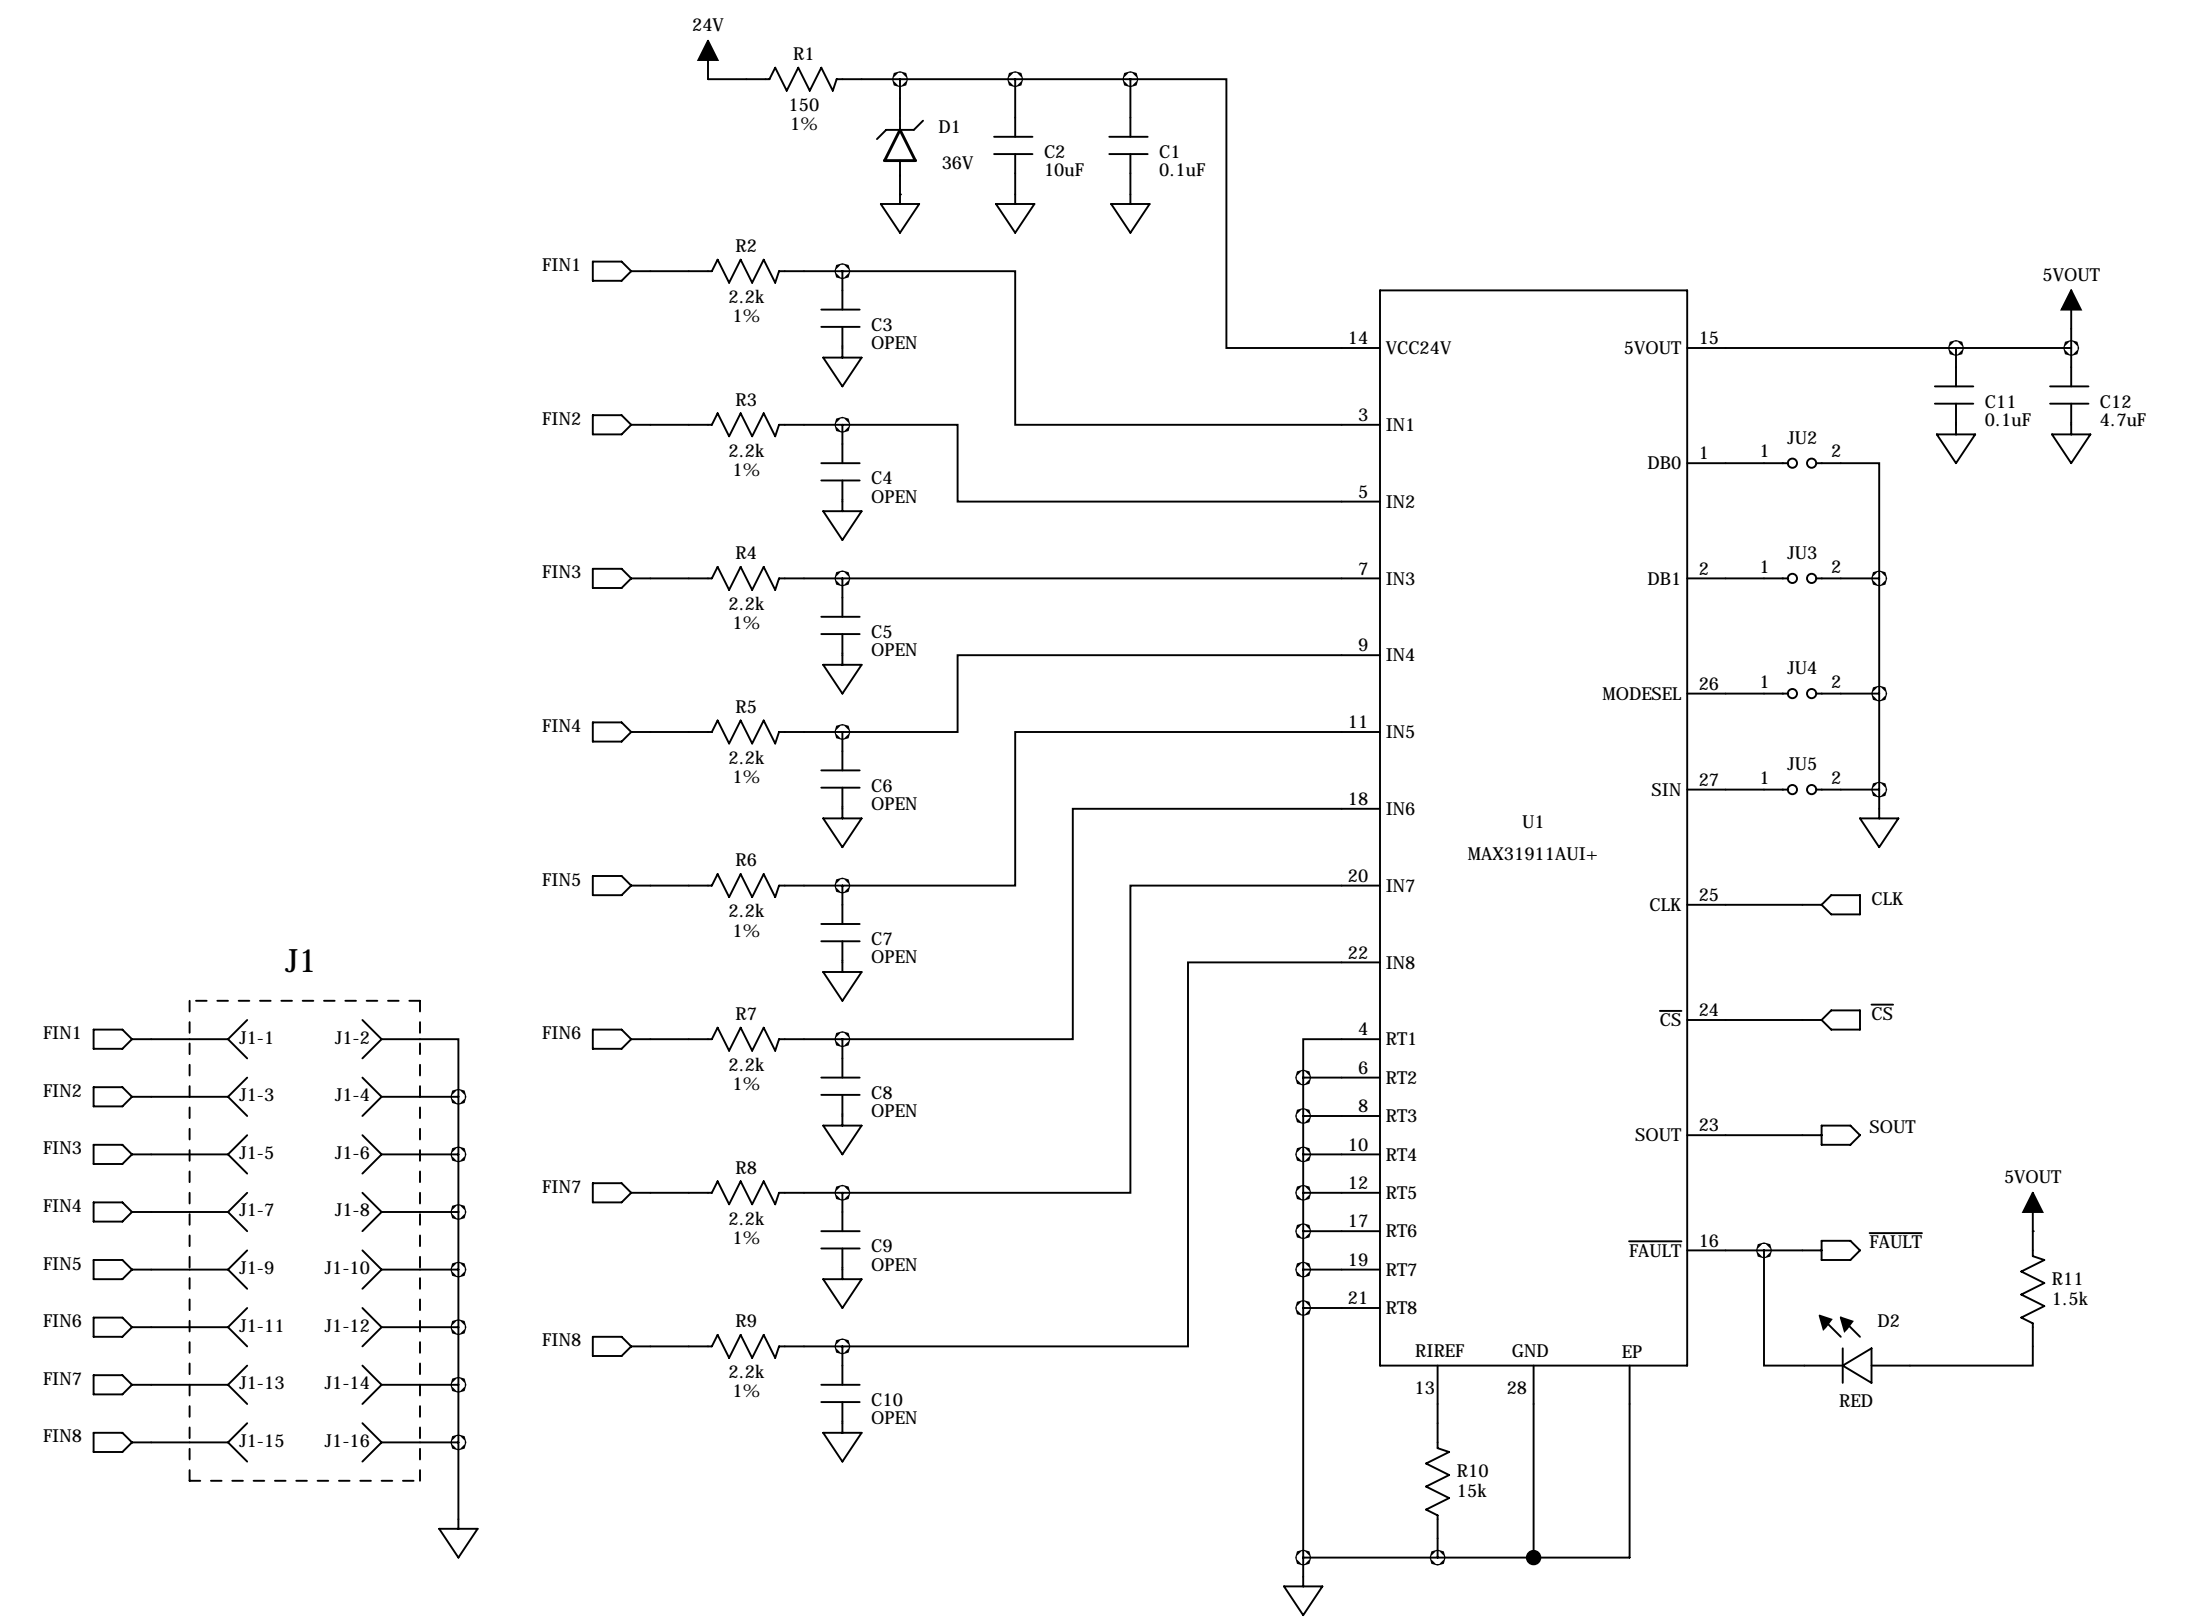 24V
R1
150
1%
D1
36V
C2
10uF
C1
0.1uF
FIN1
R2
2.2k
1%
C3
OPEN
FIN2
R3
2.2k
1%
C4
OPEN
FIN3
R4
2.2k
1%
C5
OPEN
FIN4
R5
2.2k
1%
C6
OPEN
FIN5
R6
2.2k
1%
C7
OPEN
FIN6
R7
2.2k
1%
C8
OPEN
FIN7
R8
2.2k
1%
C9
OPEN
FIN8
R9
2.2k
1%
C10
OPEN
J1
FIN1 J1-1 J1-2
FIN2 J1-3 J1-4
FIN3 J1-5 J1-6
FIN4 J1-7 J1-8
FIN5 J1-9 J1-10
FIN6 J1-11 J1-12
FIN7 J1-13 J1-14
FIN8 J1-15 J1-16
14 VCC24V
3 IN1
5 IN2
7 IN3
9 IN4
11 IN5
18 IN6
20 IN7
22 IN8
4 RT1
6 RT2
8 RT3
10 RT4
12 RT5
17 RT6
19 RT7
21 RT8
U1
MAX31911AUI+
RIREF GND EP
13 28
R10
15k
5VOUT 15
5VOUT
C11
0.1uF
C12
4.7uF
JU2
DB0 1 1 2
JU3
DB1 2 1 2
JU4
MODESEL 26 1 2
JU5
SIN 27 1 2
CLK 25 CLK
CS 24 CS
SOUT 23 SOUT
FAULT 16 FAULT
5VOUT
R11
1.5k
D2
RED